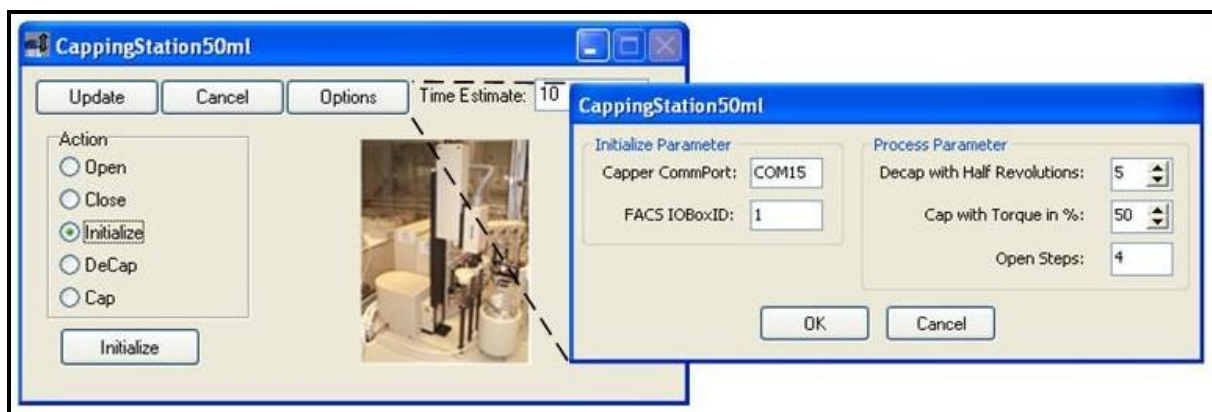 CappingStation50ml
Update Cancel Options Time Estimate: 10
Action
Open
Close
Initialize
DeCap
Cap
Initialize
CappingStation50ml
Initialize Parameter
Capper CommPort: COM15
FACS IOBoxID: 1
Process Parameter
Decap with Half Revolutions: 5
Cap with Torque in %: 50
Open Steps: 4
OK Cancel